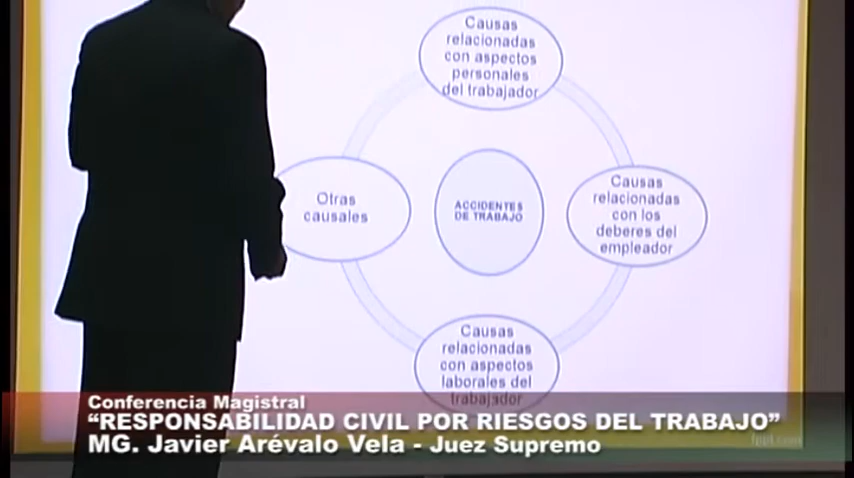 Causas
relacionadas
con aspectos
personales
del trabajador
Otras
causales
ACCIDENTES
DE TRABAJO
Causas
relacionadas
con los
deberes del
empleador
Causas
relacionadas
con aspectos
laborales del
trabajador
Conferencia Magistral
“RESPONSABILIDAD CIVIL POR RIESGOS DEL TRABAJO”
MG. Javier Arévalo Vela - Juez Supremo